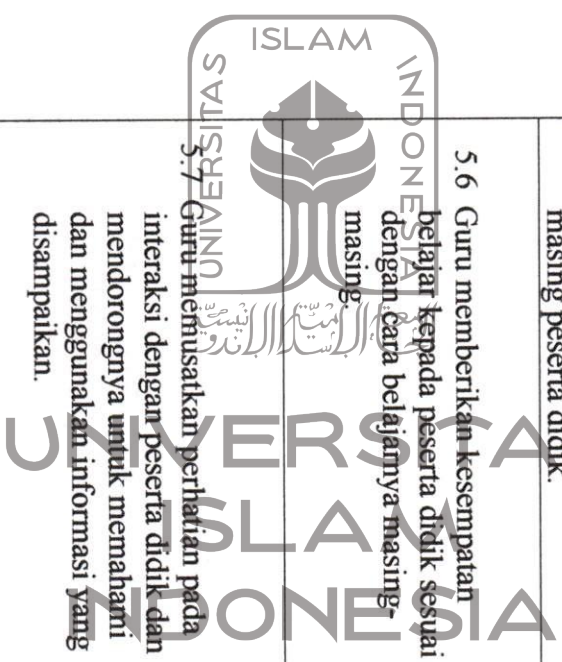 masing peserta didik.
5.6 Guru memberikan kesempatan
belajar kepada peserta didik sesuai
dengan cara belajarnya masing-
masing.
5.7 Guru memusatkan perhatian pada
interaksi dengan peserta didik dan
mendorongnya untuk memahami
dan menggunakan informasi yang
disampaikan.
UNIVERSITAS
ISLAM
INDONESIA
UNIVERSITA
ISLAM
INDONESIA